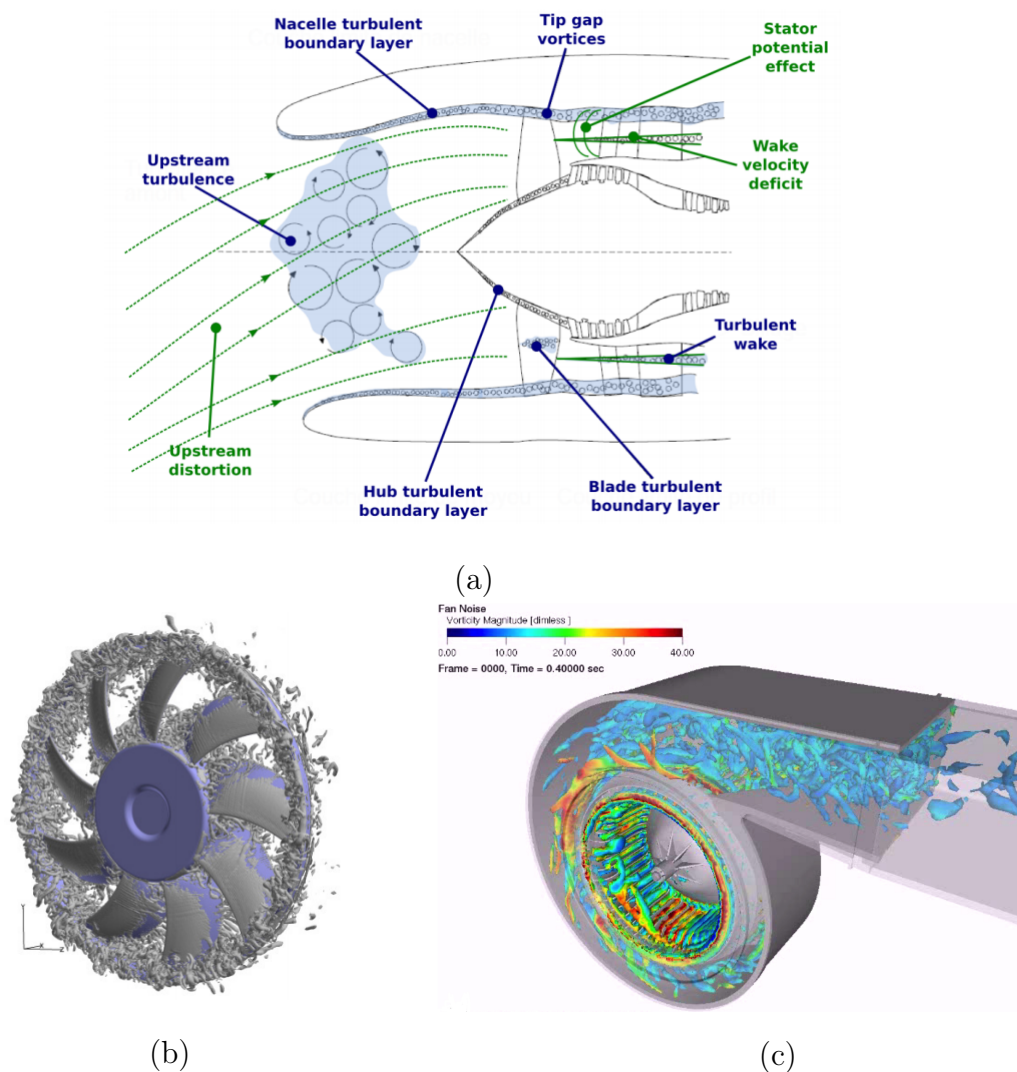 Nacelle turbulent
boundary layer
Tip gap
vortices
Stator
potential
effect
Upstream
turbulence
Wake
velocity
deficit
Turbulent
wake
Upstream
distortion
Hub turbulent
boundary layer
Blade turbulent
boundary layer
(a)
Fan Noise
Vorticity Magnitude [dimless ]
0.00 10.00 20.00 30.00 40.00
Frame = 0000, Time = 0.40000 sec
(b)
(c)